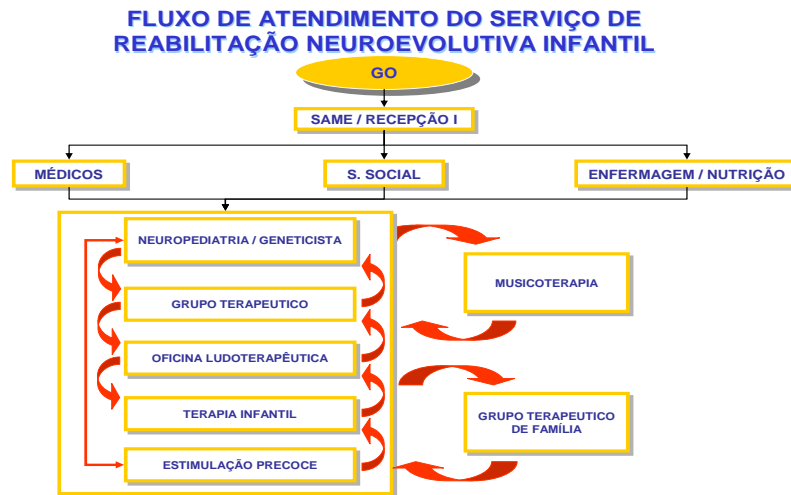 FLUXO DE ATENDIMENTO DO SERVIÇO DE
REABILITAÇÃO NEUROEVOLUTIVA INFANTIL
GO
SAME / RECEPÇÃO I
MÉDICOS
S. SOCIAL
ENFERMAGEM / NUTRIÇÃO
NEUROPEDIATRIA / GENETICISTA
MUSICOTERAPIA
GRUPO TERAPEUTICO
OFICINA LUDOTERAPÊUTICA
TERAPIA INFANTIL
GRUPO TERAPEUTICO
DE FAMÍLIA
ESTIMULAÇÃO PRECOCE